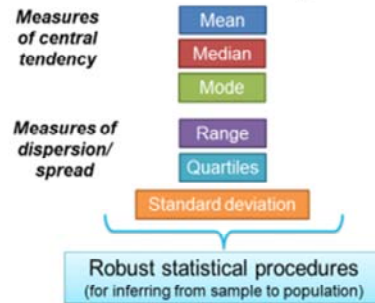 Measures
of central
tendency
Mean
Median
Mode
Measures of
dispersion/
spread
Range
Quartiles
Standard deviation
Robust statistical procedures
(for inferring from sample to population)